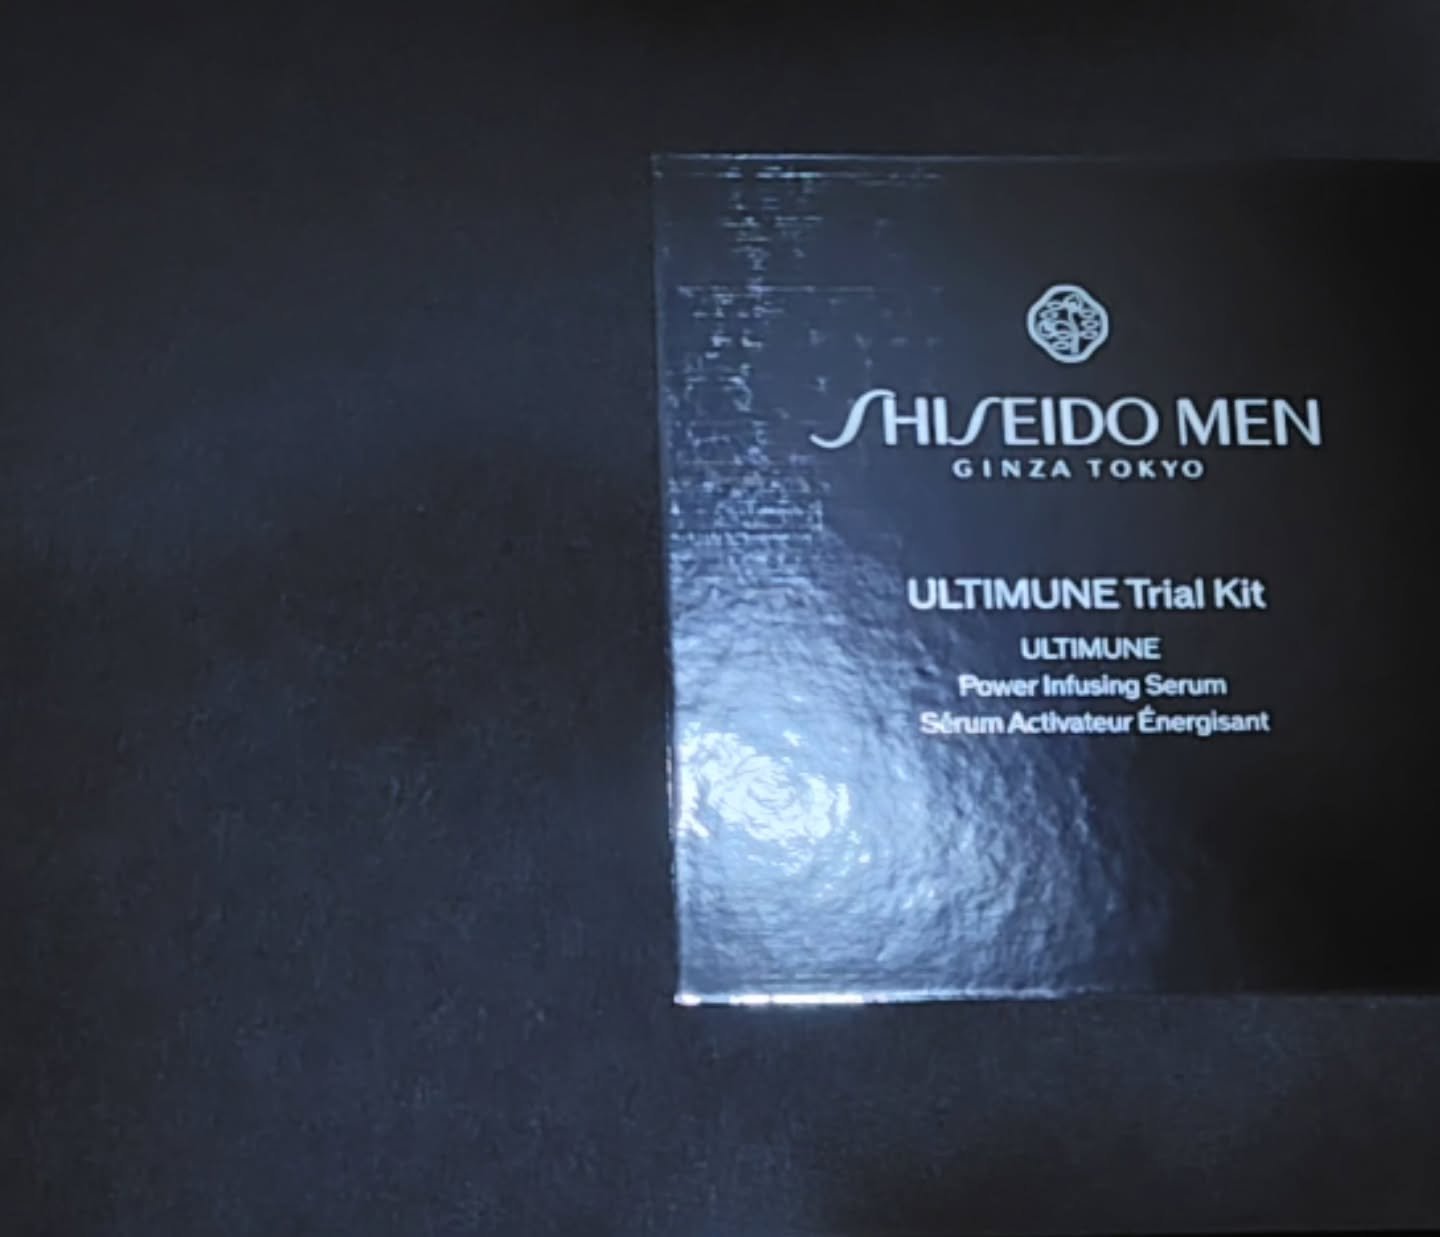 SHISEIDO MEN
GINZA TOKYO
ULTIMUNE Trial Kit
ULTIMUNE
Power Infusing Serum
Sérum Activateur Énergisant